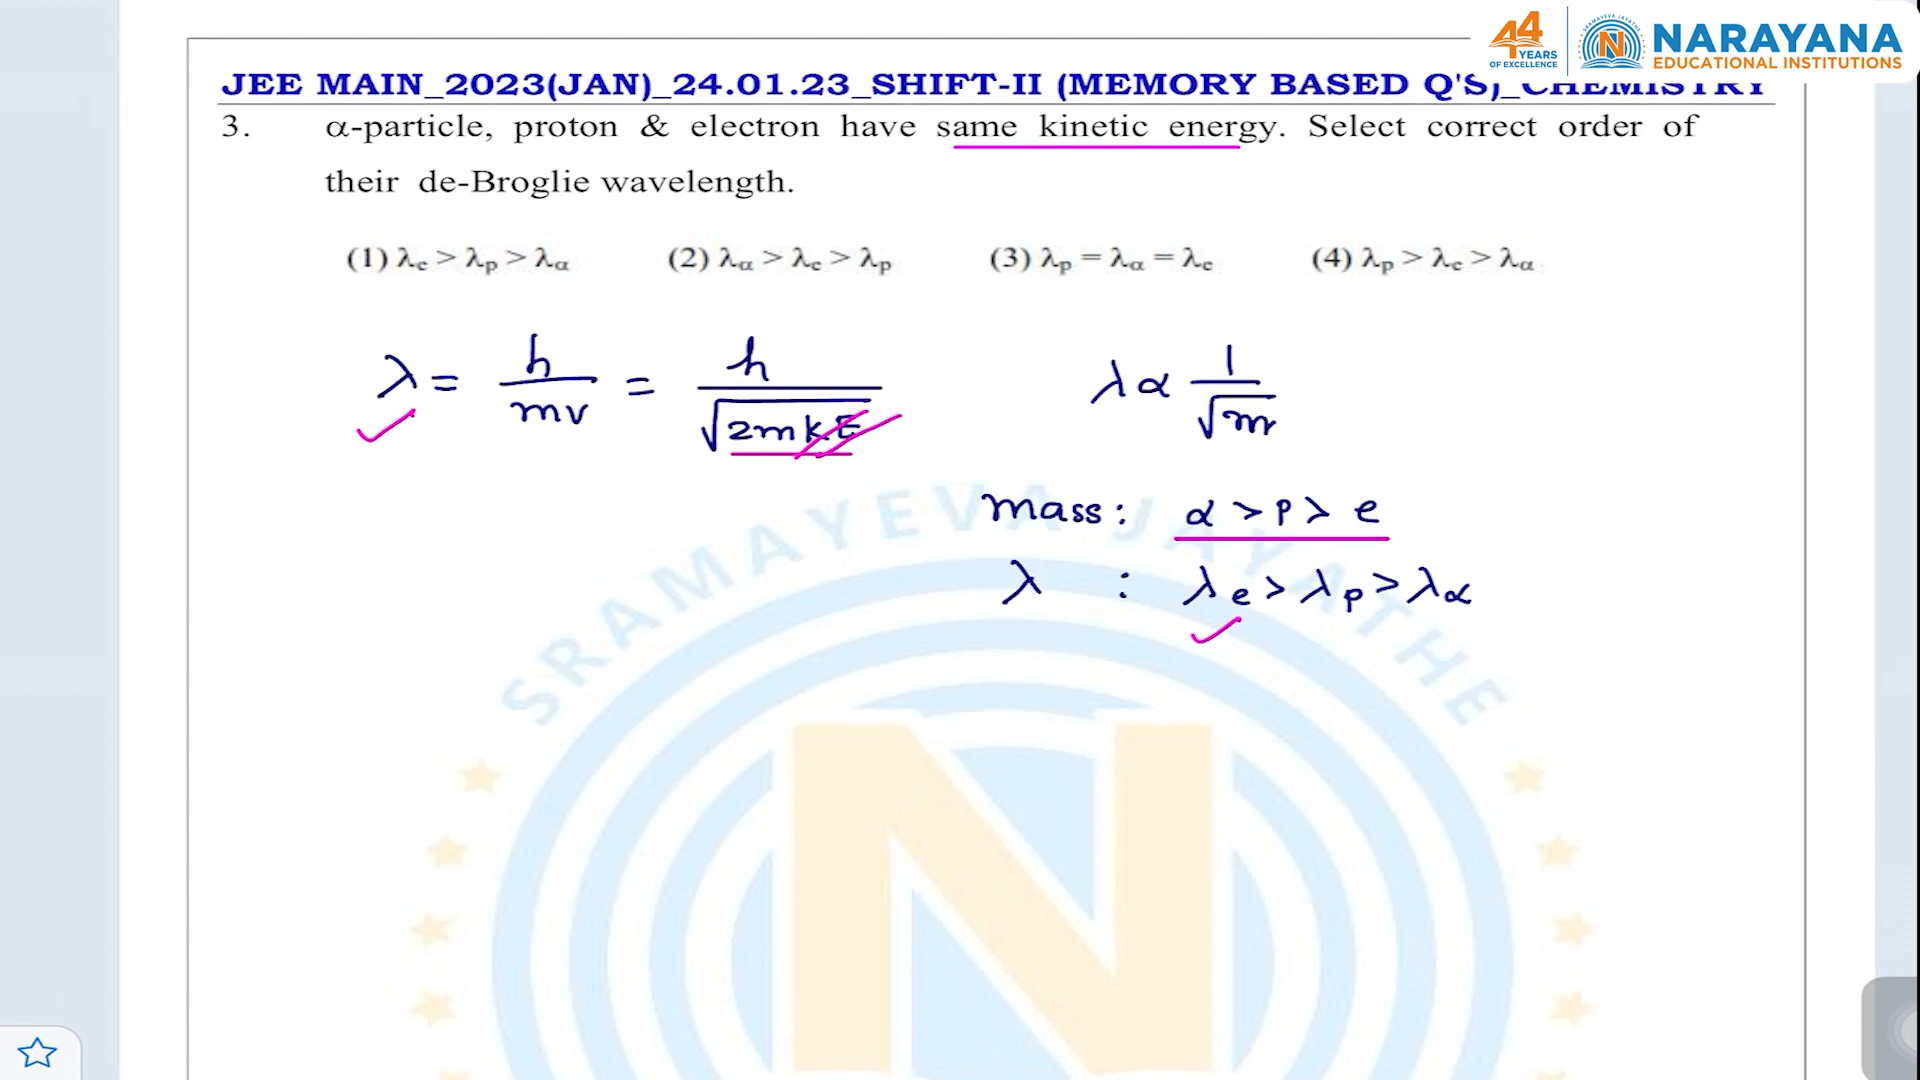 44
YEARS
OF EXCELLENCE
SRAMAYEVA JAYATHE
N
NARAYANA
EDUCATIONAL INSTITUTIONS
JEE MAIN_2023(JAN)_24.01.23_SHIFT-II (MEMORY BASED Q'S)_CHEMISTRY
3. α-particle, proton & electron have same kinetic energy. Select correct order of
their de-Broglie wavelength.
(1) λe > λp > λα (2) λα > λe > λp (3) λp = λα = λe (4) λp > λe > λα
λ = h/mv = h/√2mK.E λ α 1/√m
mass: α > p > e
λ : λe > λp > λα
SRAMAYEVA JAYATHE
N